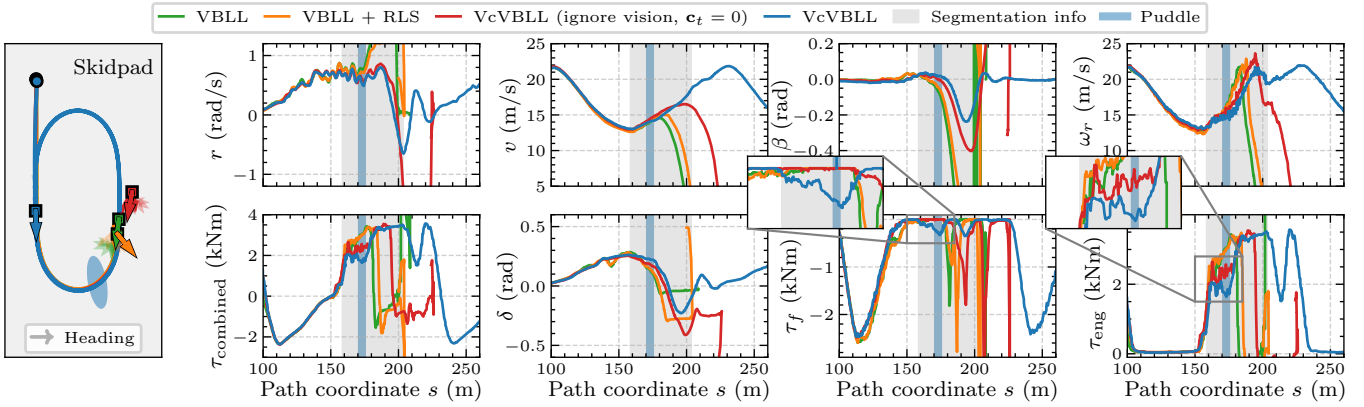 VBLL VBLL + RLS VcVBLL (ignore vision, c_t = 0) VcVBLL Segmentation info Puddle
Skidpad
Heading
r (rad/s)
1
0
−1
v (m/s)
25
20
15
10
5
β (rad)
0.2
0.0
−0.2
−0.4
ω_r (m/s)
25
20
15
10
5
τ_combined (kNm)
4
2
0
−2
100 150 200 250
Path coordinate s (m)
δ (rad)
0.5
0.0
−0.5
100 150 200 250
Path coordinate s (m)
τ_f (kNm)
−1
−2
100 150 200 250
Path coordinate s (m)
τ_eng (kNm)
2
0
100 150 200 250
Path coordinate s (m)